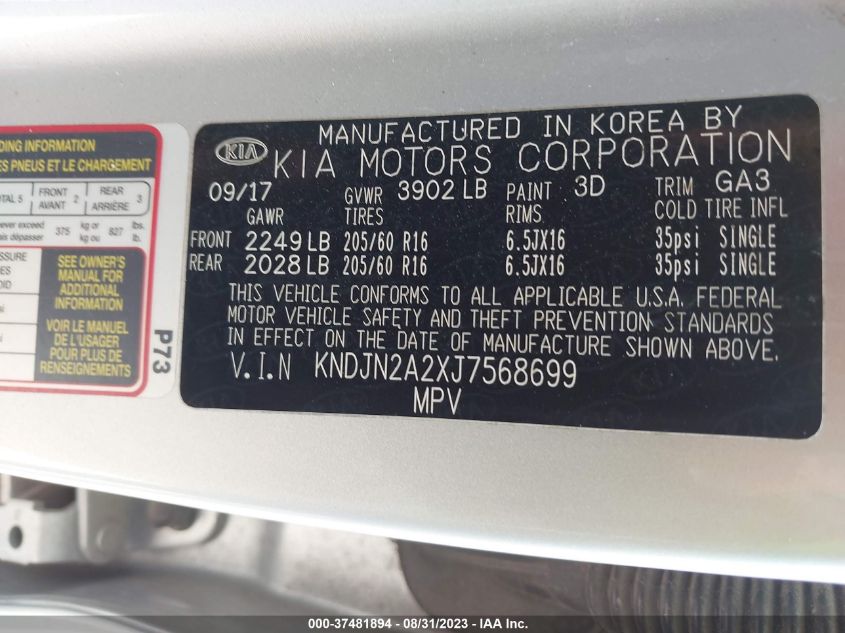 DING INFORMATION
ES PNEUS ET LE CHARGEMENT
TAL 5 FRONT AVANT 2 REAR ARRIÈRE 3
ever exceed
ais dépasser 375 kg or kg ou 827 lbs. lb.
SSURE
ES
OID
SEE OWNER'S
MANUAL FOR
ADDITIONAL
INFORMATION
VOIR LE MANUEL
DE L'USAGER
POUR PLUS DE
RENSEIGNEMENTS
P73
MANUFACTURED IN KOREA BY
KIA KIA MOTORS CORPORATION
09/17 GVWR 3902 LB PAINT 3D TRIM GA3
GAWR TIRES RIMS COLD TIRE INFL
FRONT 2249 LB 205/60 R16 6.5JX16 35psi SINGLE
REAR 2028 LB 205/60 R16 6.5JX16 35psi SINGLE
THIS VEHICLE CONFORMS TO ALL APPLICABLE U.S.A. FEDERAL
MOTOR VEHICLE SAFETY AND THEFT PREVENTION STANDARDS
IN EFFECT ON THE DATE OF MANUFACTURE SHOWN ABOVE.
V.I.N KNDJN2A2XJ7568699
MPV
000-37481894 - 08/31/2023 - IAA Inc.